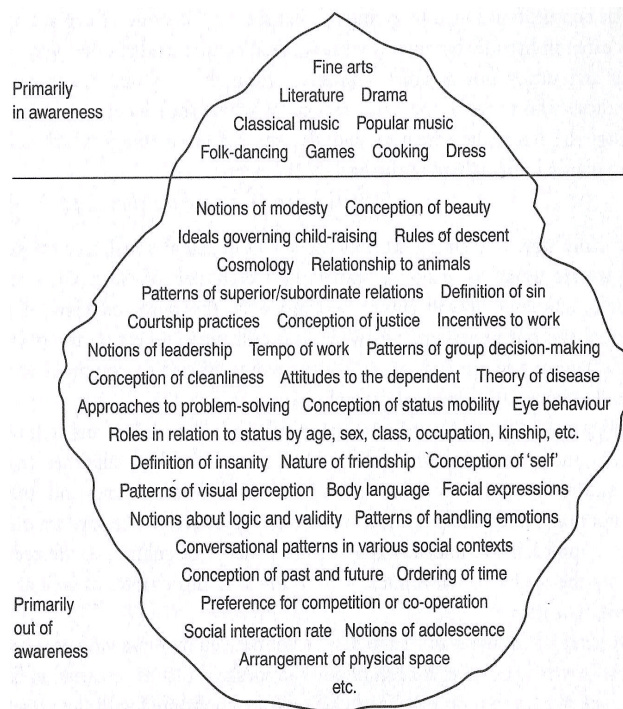 Primarily
in awareness
Fine arts
Literature Drama
Classical music Popular music
Folk-dancing Games Cooking Dress
Notions of modesty Conception of beauty
Ideals governing child-raising Rules of descent
Cosmology Relationship to animals
Patterns of superior/subordinate relations Definition of sin
Courtship practices Conception of justice Incentives to work
Notions of leadership Tempo of work Patterns of group decision-making
Conception of cleanliness Attitudes to the dependent Theory of disease
Approaches to problem-solving Conception of status mobility Eye behaviour
Roles in relation to status by age, sex, class, occupation, kinship, etc.
Definition of insanity Nature of friendship Conception of ‘self’
Patterns of visual perception Body language Facial expressions
Notions about logic and validity Patterns of handling emotions
Conversational patterns in various social contexts
Conception of past and future Ordering of time
Preference for competition or co-operation
Social interaction rate Notions of adolescence
Arrangement of physical space
etc.
Primarily
out of
awareness